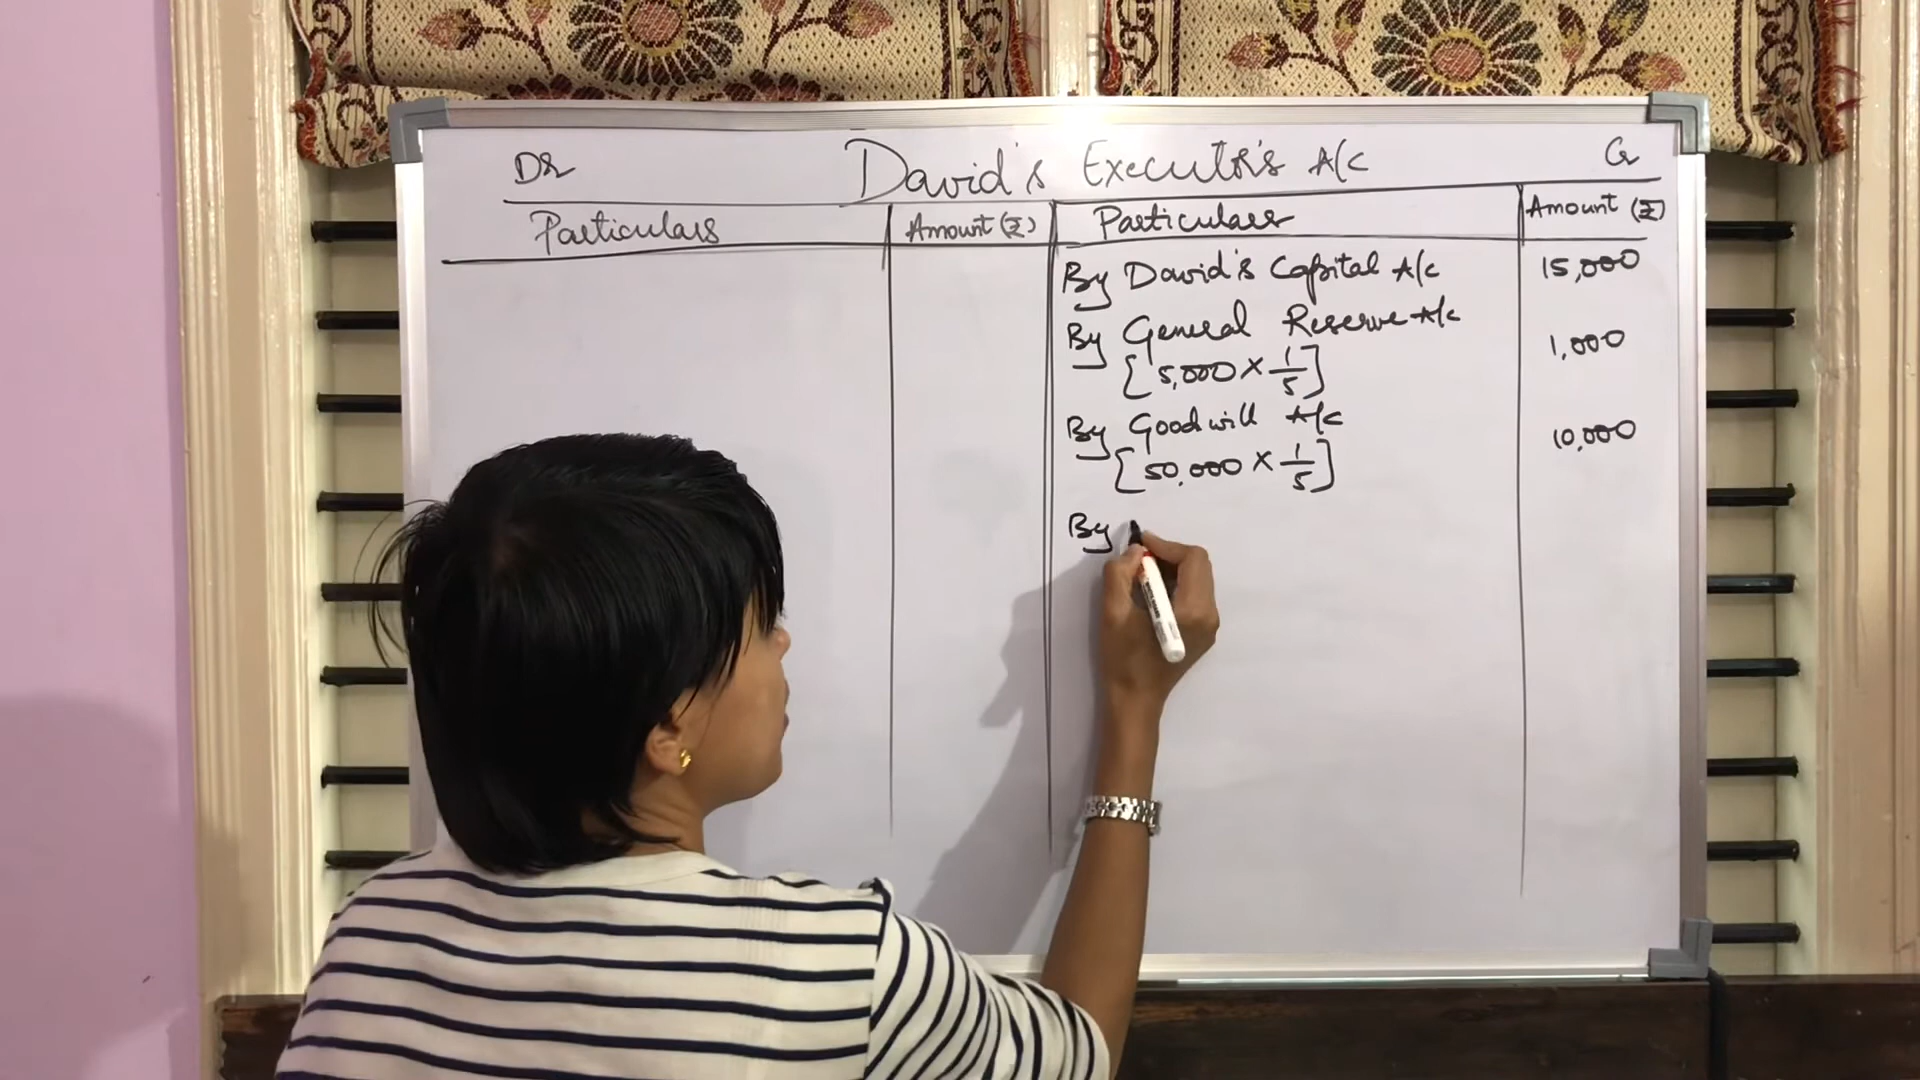 Dr David's Executor's A/c Cr
Particulars Amount (₹) Particulars Amount (₹)
By David's Capital A/c 15,000
By General Reserve A/c 1,000
[5,000 × 1/5]
By Goodwill A/c 10,000
[50,000 × 1/5]
By